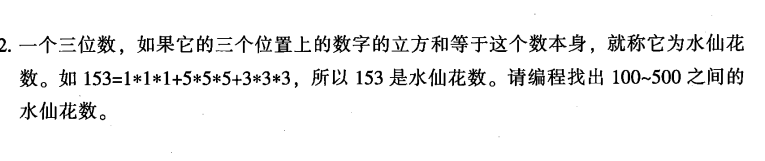 2. 一个三位数，如果它的三个位置上的数字的立方和等于这个数本身，就称它为水仙花
数。如 153=1*1*1+5*5*5+3*3*3，所以 153 是水仙花数。请编程找出 100~500 之间的
水仙花数。